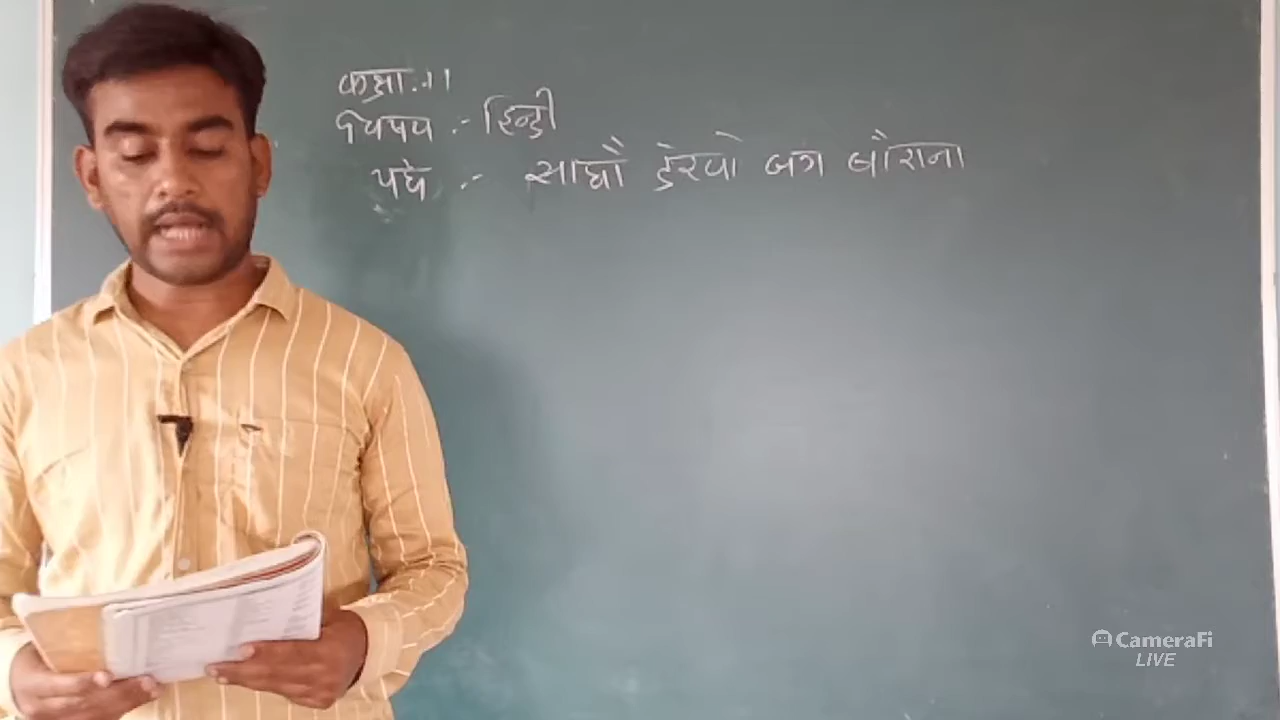 कक्षा :- 11
विषय :- हिन्दी
पद्य :- साधौ देखो जग बौराना
CameraFi
LIVE